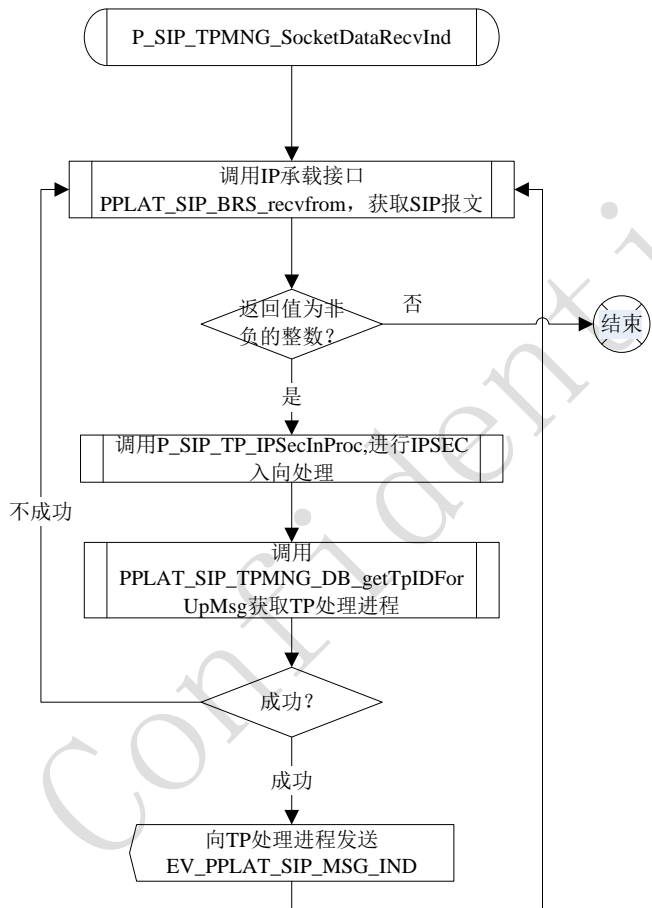 P_SIP_TPMNG_SocketDataRecvInd
调用IP承载接口
PPLAT_SIP_BRS_recvfrom，获取SIP报文
返回值为非
负的整数？
否
结束
是
调用P_SIP_TP_IPSecInProc,进行IPSEC
入向处理
不成功
调用
PPLAT_SIP_TPMNG_DB_getTpIDFor
UpMsg获取TP处理进程
成功？
成功
向TP处理进程发送
EV_PPLAT_SIP_MSG_IND
Confidenti